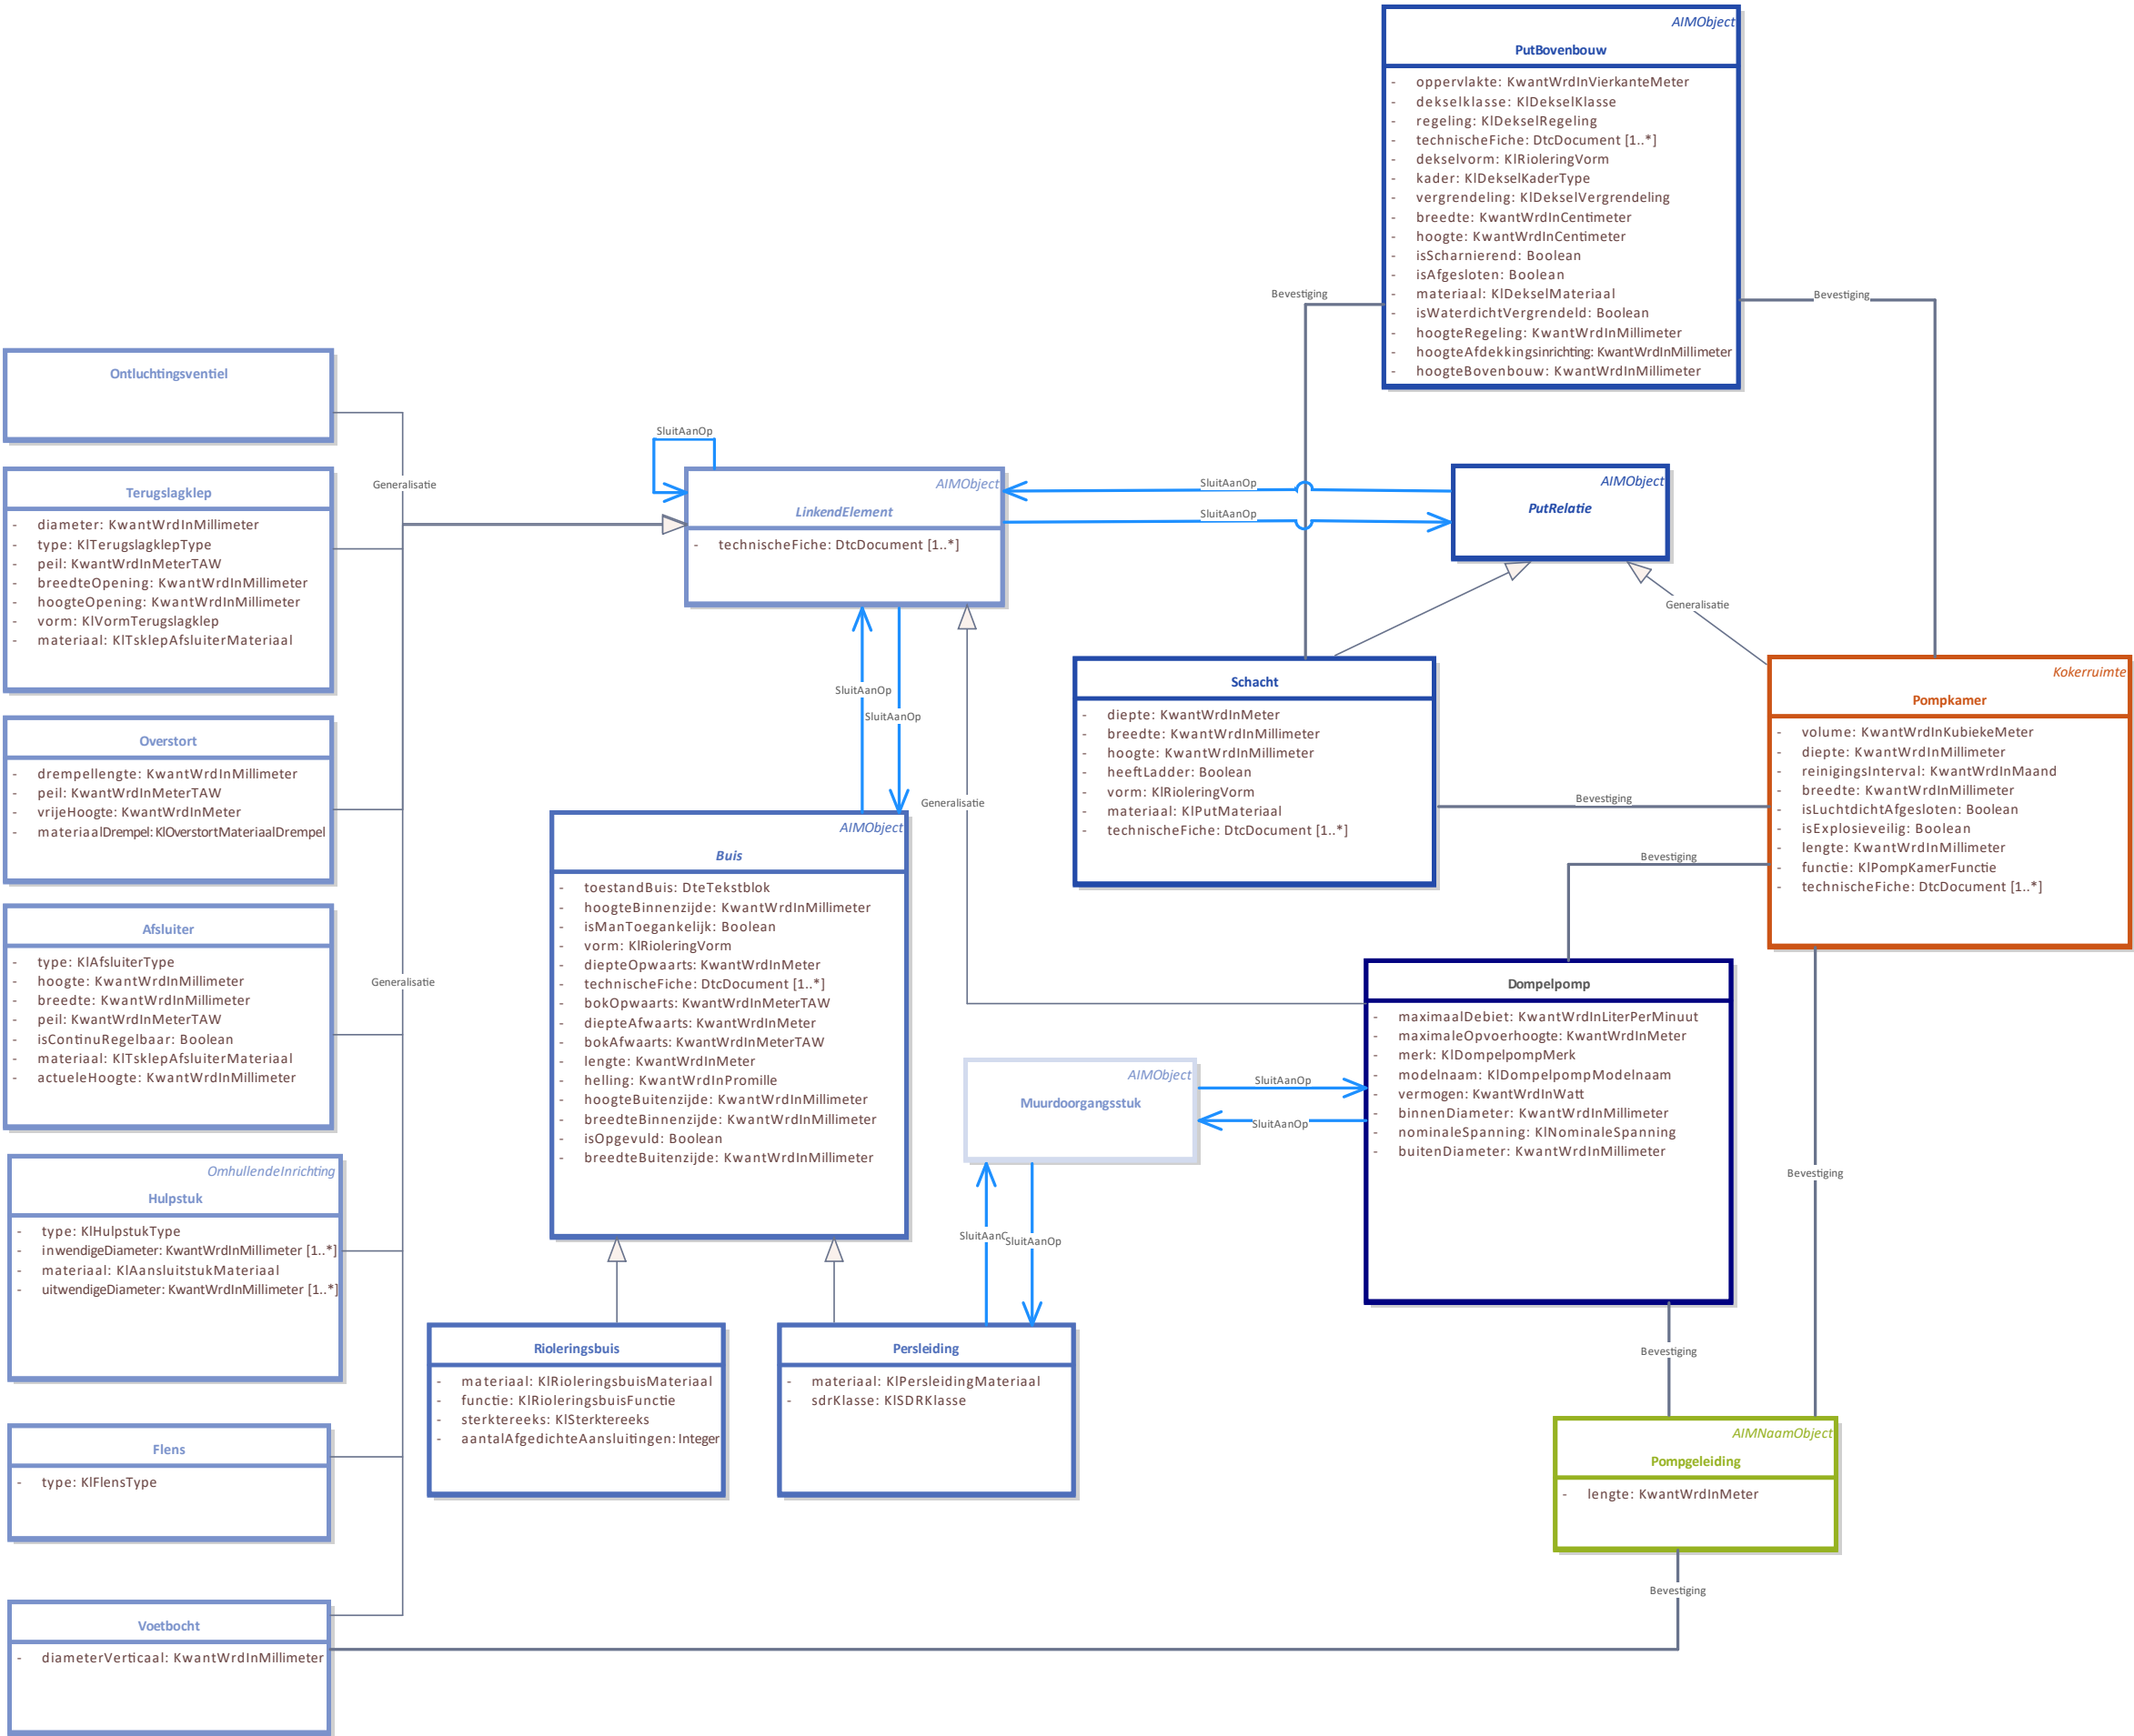 AIMObject
PutBovenbouw
- oppervlakte: KwantWrdInVierkanteMeter
- dekselklasse: KlDekselKlasse
- regeling: KlDekselRegeling
- technischeFiche: DtcDocument [1..*]
- dekselvorm: KlRioleringVorm
- kader: KlDekselKaderType
- vergrendeling: KlDekselVergrendeling
- breedte: KwantWrdInCentimeter
- hoogte: KwantWrdInCentimeter
- isScharnierend: Boolean
- isAfgesloten: Boolean
- materiaal: KlDekselMateriaal
- isWaterdichtVergrendeld: Boolean
- hoogteRegeling: KwantWrdInMillimeter
- hoogteAfdekkingsinrichting: KwantWrdInMillimeter
- hoogteBovenbouw: KwantWrdInMillimeter
Bevestiging
Bevestiging
Ontluchtingsventiel
Generalisatie
Terugslagklep
- diameter: KwantWrdInMillimeter
- type: KlTerugslagklepType
- peil: KwantWrdInMeterTAW
- breedteOpening: KwantWrdInMillimeter
- hoogteOpening: KwantWrdInMillimeter
- vorm: KlVormTerugslagklep
- materiaal: KlTsklepAfsluiterMateriaal
SluitAanOp
AIMObject
LinkendElement
- technischeFiche: DtcDocument [1..*]
SluitAanOp
SluitAanOp
AIMObject
PutRelatie
Generalisatie
Overstort
- drempellengte: KwantWrdInMillimeter
- peil: KwantWrdInMeterTAW
- vrijeHoogte: KwantWrdInMeter
- materiaalDrempel: KlOverstortMateriaalDrempel
SluitAanOp
SluitAanOp
Generalisatie
Schacht
- diepte: KwantWrdInMeter
- breedte: KwantWrdInMillimeter
- hoogte: KwantWrdInMillimeter
- heeftLadder: Boolean
- vorm: KlRioleringVorm
- materiaal: KlPutMateriaal
- technischeFiche: DtcDocument [1..*]
Bevestiging
Bevestiging
Kokerruimte
Pompkamer
- volume: KwantWrdInKubiekeMeter
- diepte: KwantWrdInMillimeter
- reinigingsInterval: KwantWrdInMaand
- breedte: KwantWrdInMillimeter
- isLuchtdichtAfgesloten: Boolean
- isExplosieveilig: Boolean
- lengte: KwantWrdInMillimeter
- functie: KlPompKamerFunctie
- technischeFiche: DtcDocument [1..*]
Afsluiter
- type: KlAfsluiterType
- hoogte: KwantWrdInMillimeter
- breedte: KwantWrdInMillimeter
- peil: KwantWrdInMeterTAW
- isContinuRegelbaar: Boolean
- materiaal: KlTsklepAfsluiterMateriaal
- actueleHoogte: KwantWrdInMillimeter
Generalisatie
AIMObject
Buis
- toestandBuis: DteTekstblok
- hoogteBinnenzijde: KwantWrdInMillimeter
- isManToegankelijk: Boolean
- vorm: KlRioleringVorm
- diepteOpwaarts: KwantWrdInMeter
- technischeFiche: DtcDocument [1..*]
- bokOpwaarts: KwantWrdInMeterTAW
- diepteAfwaarts: KwantWrdInMeter
- bokAfwaarts: KwantWrdInMeterTAW
- lengte: KwantWrdInMeter
- helling: KwantWrdInPromille
- hoogteBuitenzijde: KwantWrdInMillimeter
- breedteBinnenzijde: KwantWrdInMillimeter
- isOpgevuld: Boolean
- breedteBuitenzijde: KwantWrdInMillimeter
Dompelpomp
- maximaalDebiet: KwantWrdInLiterPerMinuut
- maximaleOpvoerhoogte: KwantWrdInMeter
- merk: KlDompelpompMerk
- modelnaam: KlDompelpompModelnaam
- vermogen: KwantWrdInWatt
- binnenDiameter: KwantWrdInMillimeter
- nominaleSpanning: KlNominaleSpanning
- buitenDiameter: KwantWrdInMillimeter
AIMObject
Muurdoorgangsstuk
SluitAanOp
SluitAanOp
SluitAanC
SluitAanOp
Bevestiging
Bevestiging
OmhullendeInrichting
Hulpstuk
- type: KlHulpstukType
- inwendigeDiameter: KwantWrdInMillimeter [1..*]
- materiaal: KlAansluitstukMateriaal
- uitwendigeDiameter: KwantWrdInMillimeter [1..*]
Rioleringsbuis
- materiaal: KlRioleringsbuisMateriaal
- functie: KlRioleringsbuisFunctie
- sterktereeks: KlSterktereeks
- aantalAfgedichteAansluitingen: Integer
Persleiding
- materiaal: KlPersleidingMateriaal
- sdrKlasse: KlSDRKlasse
Flens
- type: KlFlensType
AIMNaamObject
Pompgeleiding
- lengte: KwantWrdInMeter
Bevestiging
Voetbocht
- diameterVerticaal: KwantWrdInMillimeter